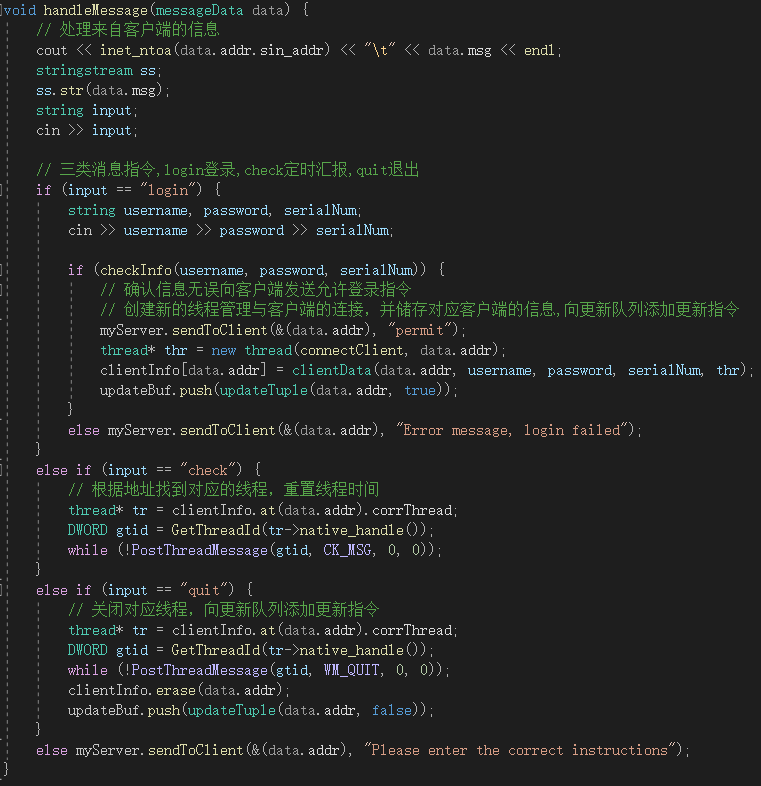 void handleMessage(messageData data) {
    // 处理来自客户端的信息
    cout << inet_ntoa(data.addr.sin_addr) << "\t" << data.msg << endl;
    stringstream ss;
    ss.str(data.msg);
    string input;
    cin >> input;

    // 三类消息指令,login登录,check定时汇报,quit退出
    if (input == "login") {
        string username, password, serialNum;
        cin >> username >> password >> serialNum;

        if (checkInfo(username, password, serialNum)) {
            // 确认信息无误向客户端发送允许登录指令
            // 创建新的线程管理与客户端的连接，并储存对应客户端的信息,向更新队列添加更新指令
            myServer.sendToClient(&(data.addr), "permit");
            thread* thr = new thread(connectClient, data.addr);
            clientInfo[data.addr] = clientData(data.addr, username, password, serialNum, thr);
            updateBuf.push(updateTuple(data.addr, true));
        }
        else myServer.sendToClient(&(data.addr), "Error message, login failed");
    }
    else if (input == "check") {
        // 根据地址找到对应的线程，重置线程时间
        thread* tr = clientInfo.at(data.addr).corrThread;
        DWORD gtid = GetThreadId(tr->native_handle());
        while (!PostThreadMessage(gtid, CK_MSG, 0, 0));
    }
    else if (input == "quit") {
        // 关闭对应线程，向更新队列添加更新指令
        thread* tr = clientInfo.at(data.addr).corrThread;
        DWORD gtid = GetThreadId(tr->native_handle());
        while (!PostThreadMessage(gtid, WM_QUIT, 0, 0));
        clientInfo.erase(data.addr);
        updateBuf.push(updateTuple(data.addr, false));
    }
    else myServer.sendToClient(&(data.addr), "Please enter the correct instructions");
}